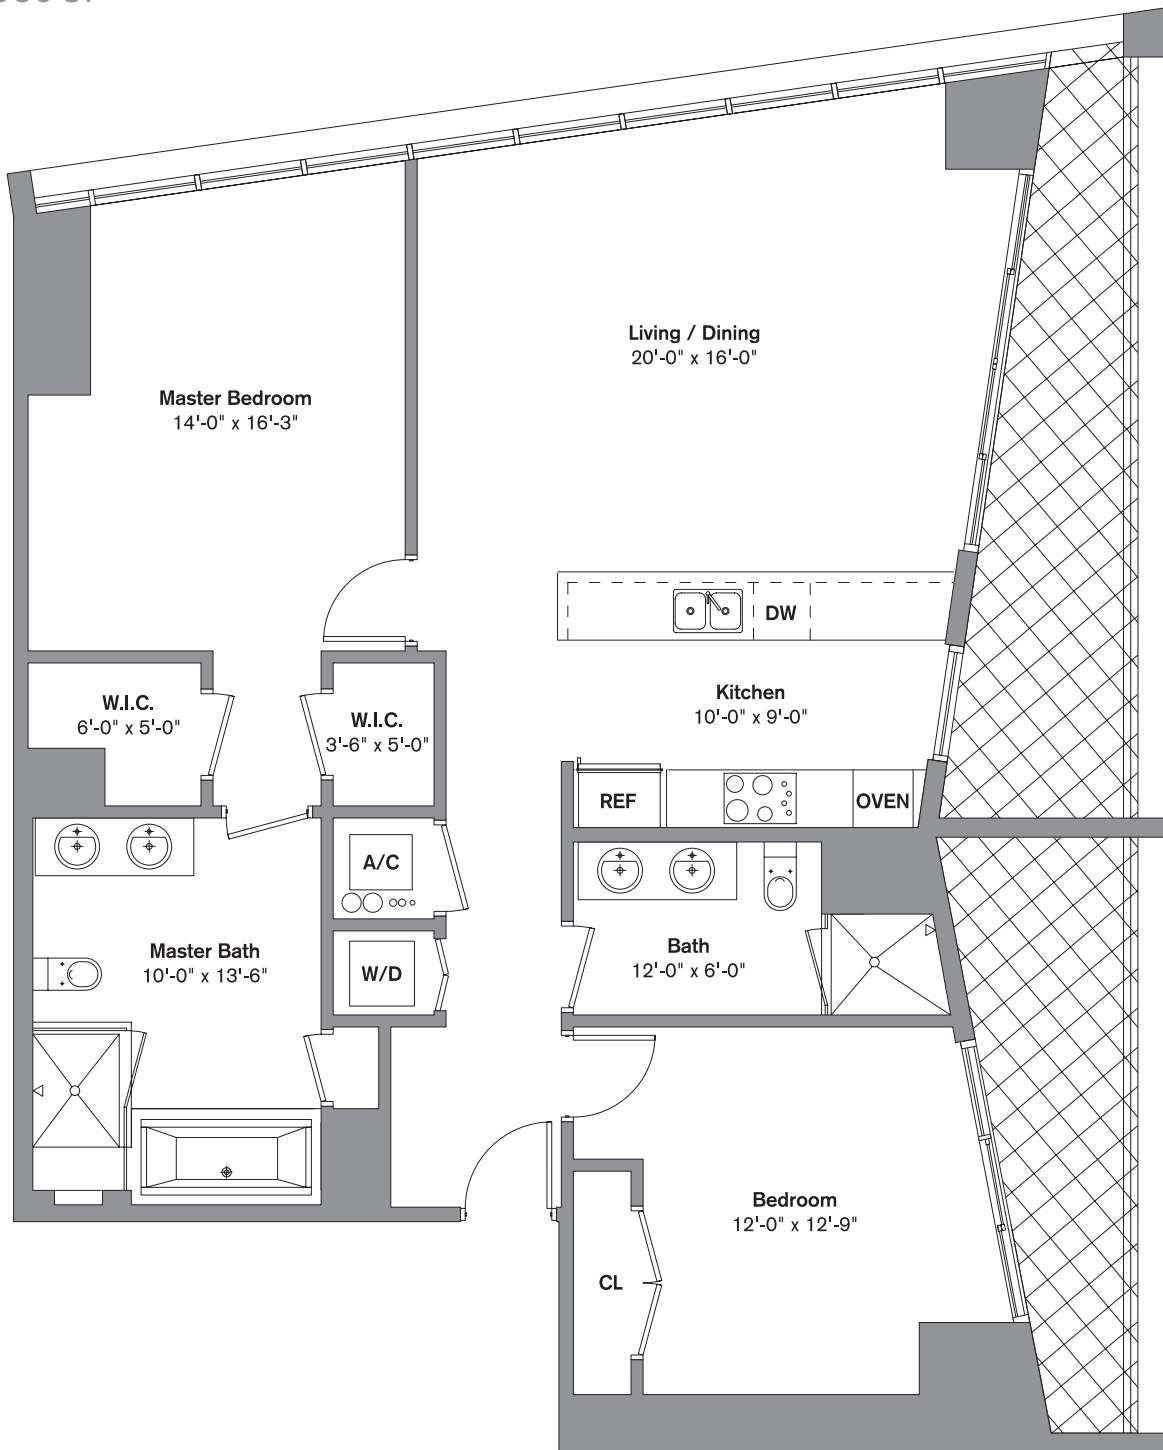 Living / Dining
20'-0" x 16'-0"
Master Bedroom
14'-0" x 16'-3"
DW
W.I.C.
6'-0" x 5'-0"
W.I.C.
3'-6" x 5'-0"
Kitchen
10'-0" x 9'-0"
REF
OVEN
A/C
Master Bath
10'-0" x 13'-6"
W/D
Bath
12'-0" x 6'-0"
Bedroom
12'-0" x 12'-9"
CL